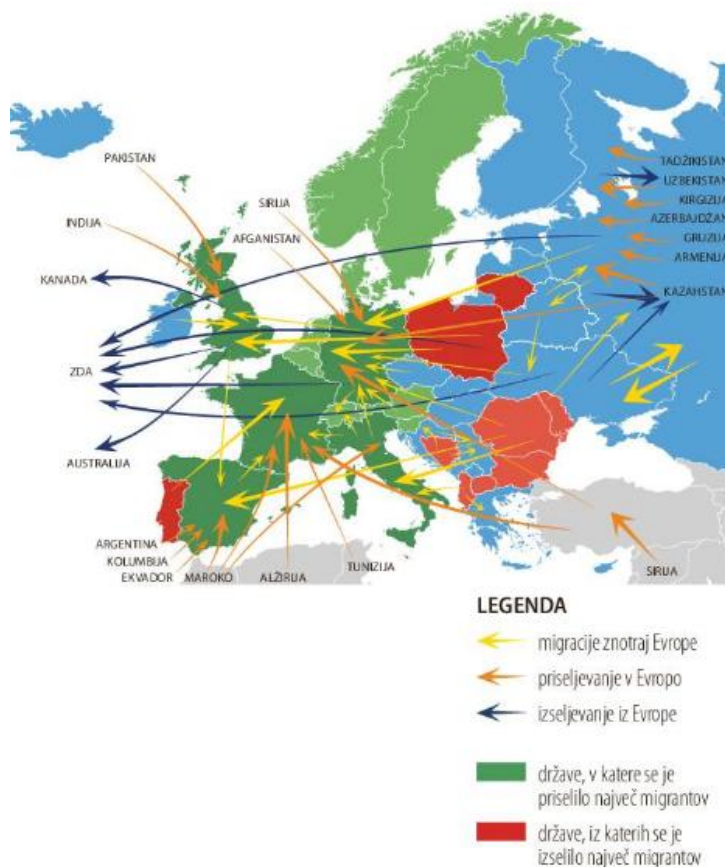 PAKISTAN
SIRIJA
INDIJA
AFGANISTAN
KANADA
ZDA
AVSTRALIJA
TADŽIKISTAN
UZBEKISTAN
KIRGIZIJA
AZERBAJDŽAN
GRUZIJA
ARMENIJA
KAZAHSTAN
ARGENTINA
KOLUMBIJA
EKVADOR
MAROKO
ALŽIRIJA
TUNIZIJA
SIRIJA
LEGENDA
migracije znotraj Evrope
priseljevanje v Evropo
izseljevanje iz Evrope
države, v katere se je
priselilo največ migrantov
države, iz katerih se je
izselilo največ migrantov